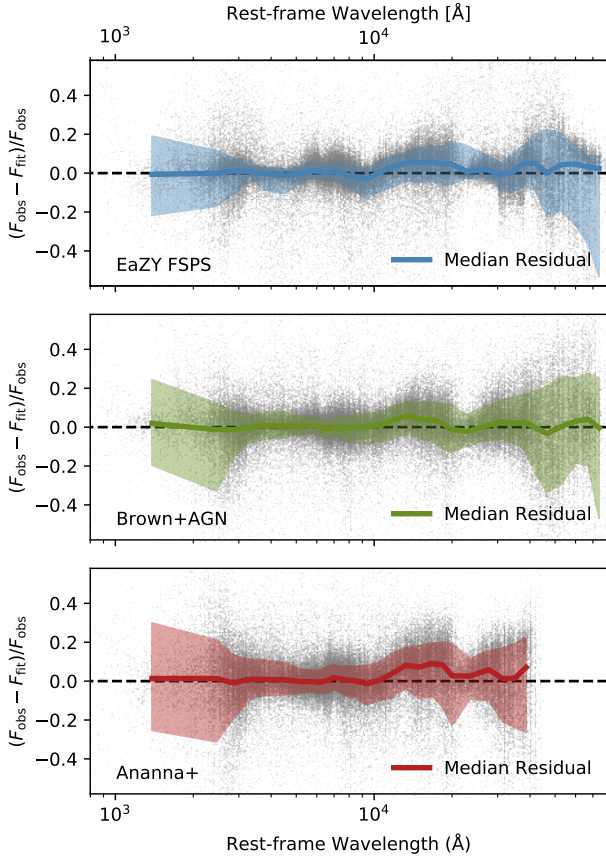 Rest-frame Wavelength [Å]
10³ 10⁴
0.4
0.2
0.0
−0.2
−0.4
(F_obs − F_fit)/F_obs
EaZY FSPS
Median Residual
0.4
0.2
0.0
−0.2
−0.4
(F_obs − F_fit)/F_obs
Brown+AGN
Median Residual
0.4
0.2
0.0
−0.2
−0.4
(F_obs − F_fit)/F_obs
Ananna+
Median Residual
10³ 10⁴
Rest-frame Wavelength (Å)